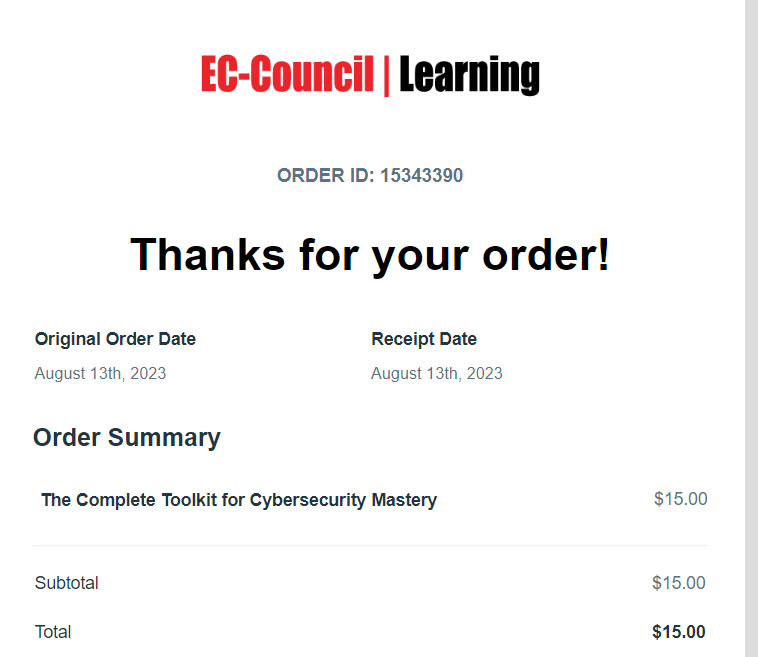 EC-Council | Learning
ORDER ID: 15343390
Thanks for your order!
Original Order Date Receipt Date
August 13th, 2023 August 13th, 2023
Order Summary
The Complete Toolkit for Cybersecurity Mastery $15.00
Subtotal $15.00
Total $15.00